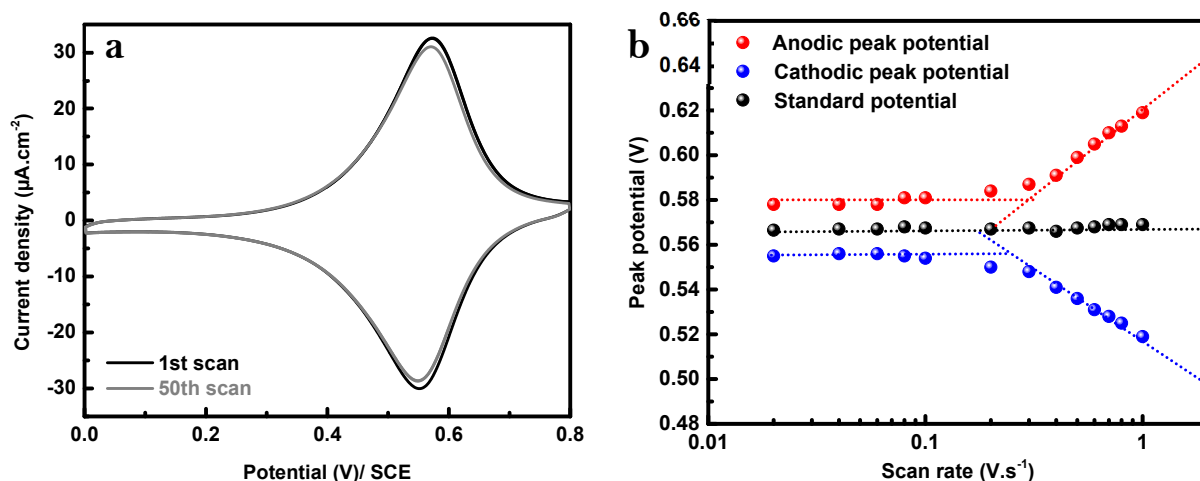 a
30
20
10
0
-10
-20
-30
Current density (µA.cm-2)
1st scan
50th scan
0.0 0.2 0.4 0.6 0.8
Potential (V)/ SCE
b
Anodic peak potential
Cathodic peak potential
Standard potential
0.66
0.64
0.62
0.60
0.58
0.56
0.54
0.52
0.50
0.48
Peak potential (V)
0.01 0.1 1
Scan rate (V.s-1)